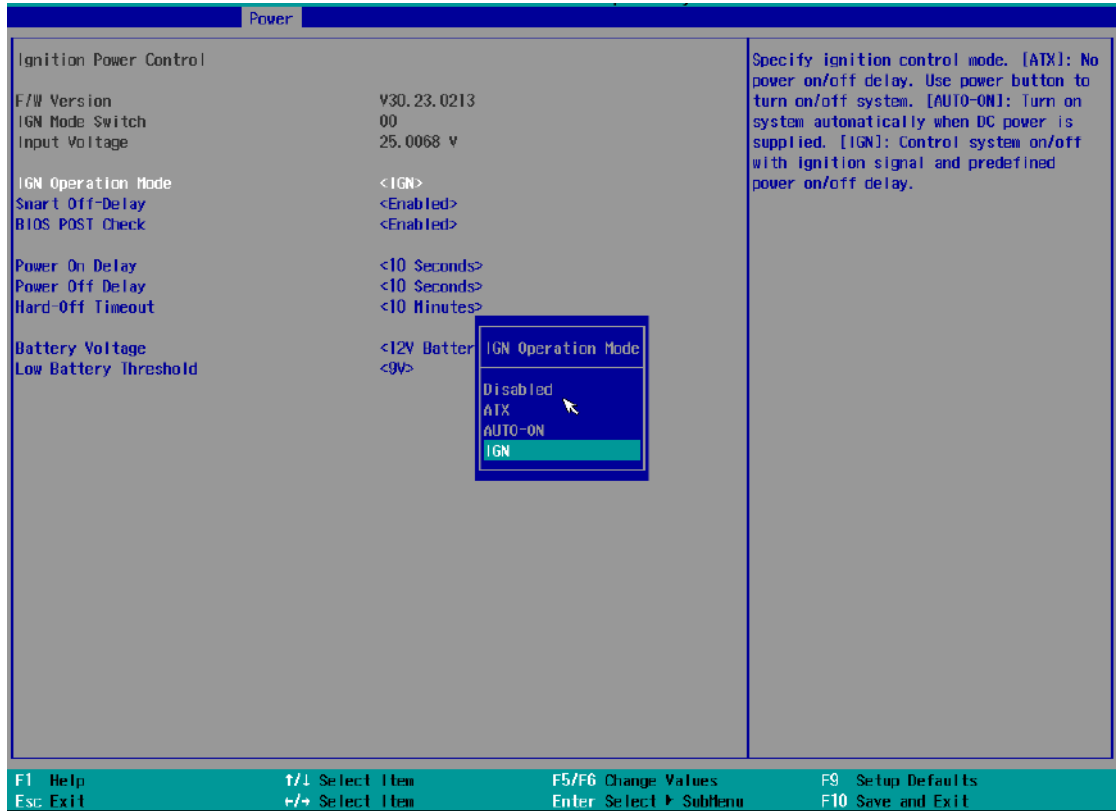 Power
Ignition Power Control
F/W Version V30.23.0213
IGN Mode Switch 00
Input Voltage 25.0068 V
IGN Operation Mode <IGN>
Smart Off-Delay <Enabled>
BIOS POST Check <Enabled>
Power On Delay <10 Seconds>
Power Off Delay <10 Seconds>
Hard-Off Timeout <10 Minutes>
Battery Voltage <12V Batter
Low Battery Threshold <9V>
IGN Operation Mode
Disabled
ATX
AUTO-ON
IGN
Specify ignition control mode. [ATX]: No
power on/off delay. Use power button to
turn on/off system. [AUTO-ON]: Turn on
system automatically when DC power is
supplied. [IGN]: Control system on/off
with ignition signal and predefined
power on/off delay.
F1 Help ↑/↓ Select Item F5/F6 Change Values F9 Setup Defaults
Esc Exit ←/→ Select Item Enter Select ▶ SubMenu F10 Save and Exit